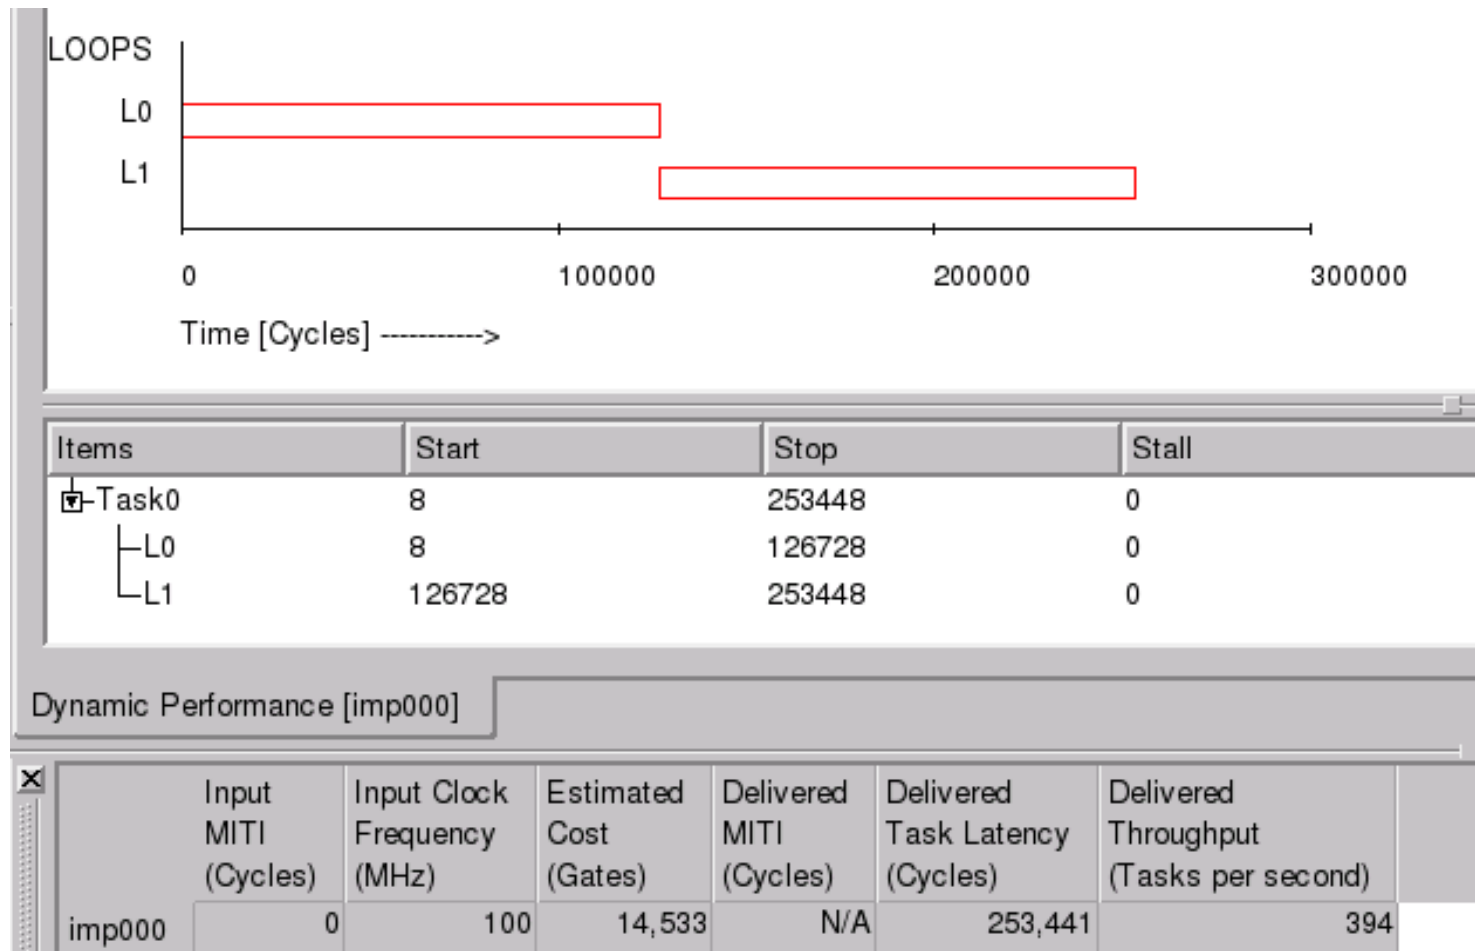 LOOPS
L0
L1
0 100000 200000 300000
Time [Cycles] ----------->
Items Start Stop Stall
Task0 8 253448 0
L0 8 126728 0
L1 126728 253448 0
Dynamic Performance [imp000]
Input Input Clock Estimated Delivered Delivered Delivered
MITI Frequency Cost MITI Task Latency Throughput
(Cycles) (MHz) (Gates) (Cycles) (Cycles) (Tasks per second)
imp000 0 100 14,533 N/A 253,441 394